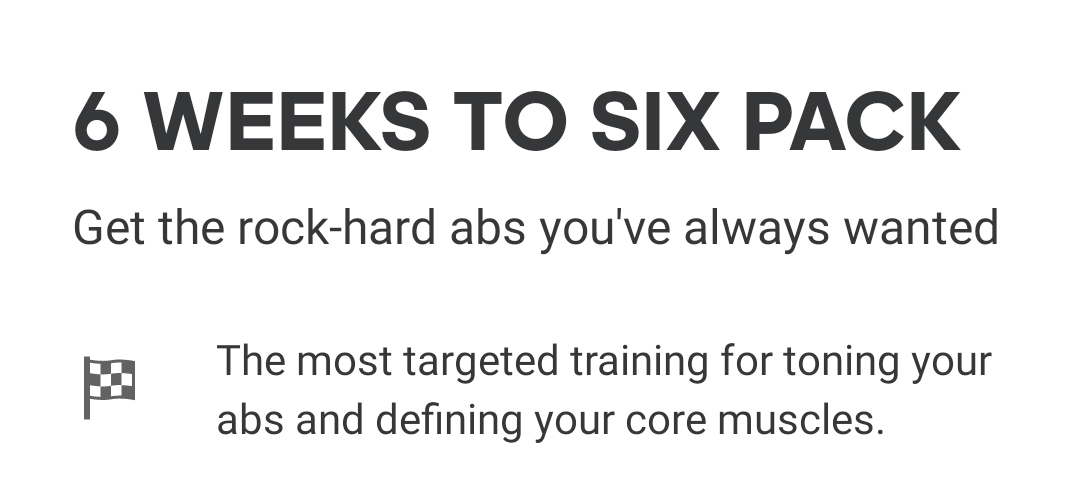 6 WEEKS TO SIX PACK
Get the rock-hard abs you've always wanted
The most targeted training for toning your
abs and defining your core muscles.